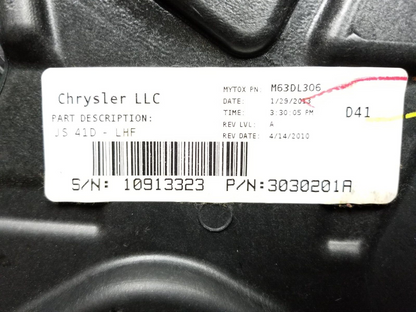 Chrysler LLC
PART DESCRIPTION:
JS 41D - LHF
MYTOX PN: M63DL306
DATE: 1/29/2013
TIME: 3:30:05 PM
REV LVL: A
REV DATE: 4/14/2010
D41
S/N: 10913323 P/N:3030201A